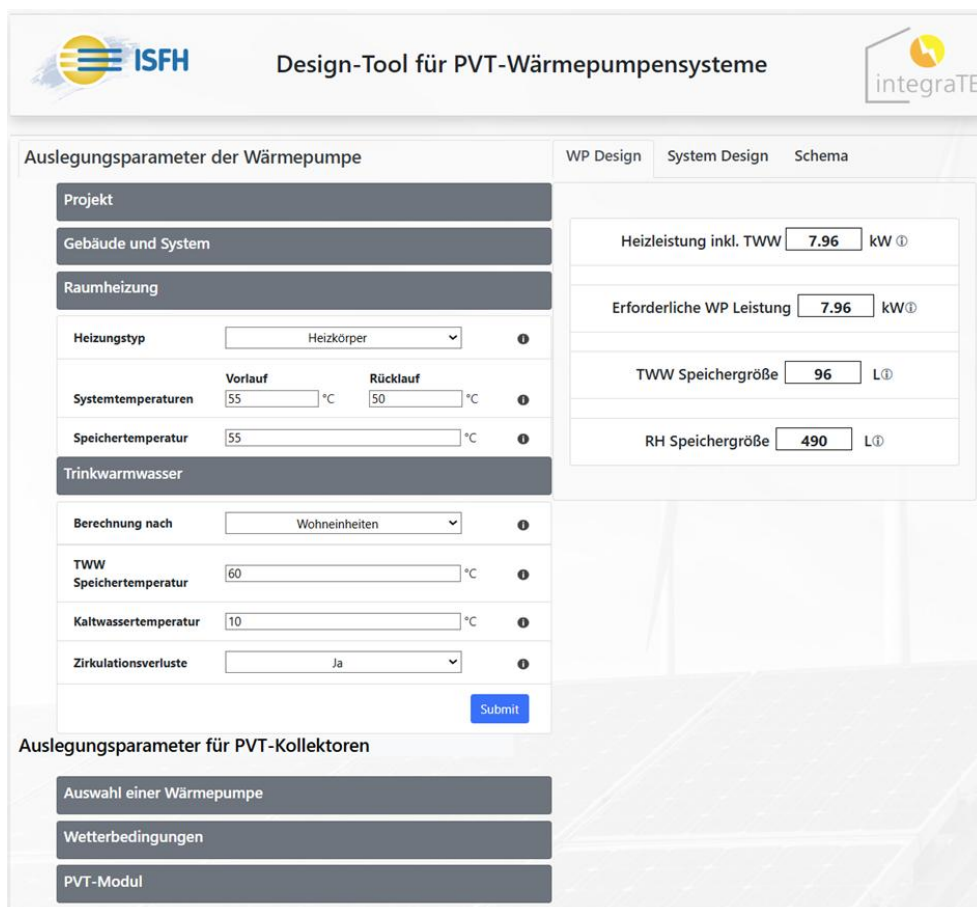 ISFH
Design-Tool für PVT-Wärmepumpensysteme
integraTE
Auslegungsparameter der Wärmepumpe
WP Design System Design Schema
Projekt
Gebäude und System
Raumheizung
Heizungstyp Heizkörper
Vorlauf Rücklauf
Systemtemperaturen 55 °C 50 °C
Speichertemperatur 55 °C
Trinkwarmwasser
Berechnung nach Wohneinheiten
TWW
Speichertemperatur 60 °C
Kaltwassertemperatur 10 °C
Zirkulationsverluste Ja
Submit
Heizleistung inkl. TWW 7.96 kW
Erforderliche WP Leistung 7.96 kW
TWW Speichergröße 96 L
RH Speichergröße 490 L
Auslegungsparameter für PVT-Kollektoren
Auswahl einer Wärmepumpe
Wetterbedingungen
PVT-Modul